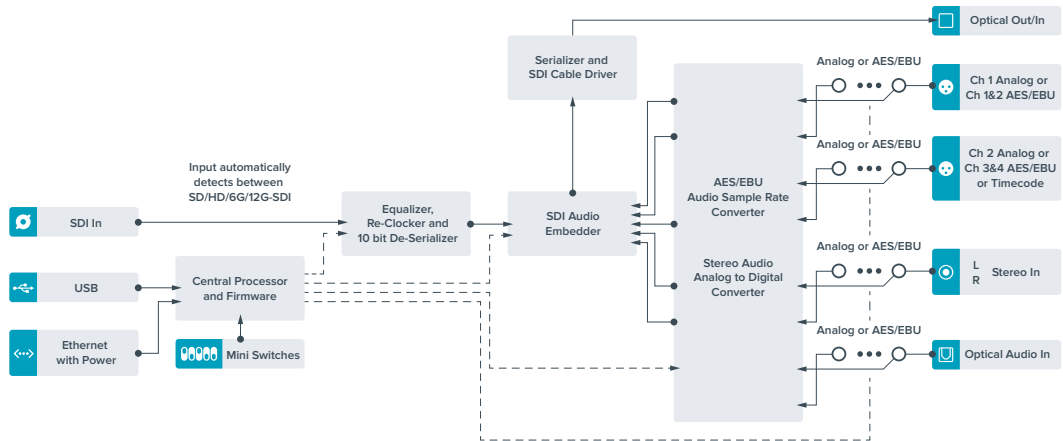 Optical Out/In
Serializer and
SDI Cable Driver
Analog or AES/EBU
Ch 1 Analog or
Ch 1&2 AES/EBU
Analog or AES/EBU
Ch 2 Analog or
Ch 3&4 AES/EBU
or Timecode
Input automatically
detects between
SD/HD/6G/12G-SDI
AES/EBU
Audio Sample Rate
Converter
SDI In
Equalizer,
Re-Clocker and
10 bit De-Serializer
SDI Audio
Embedder
Analog or AES/EBU
Stereo Audio
Analog to Digital
Converter
L
R
Stereo In
USB
Central Processor
and Firmware
Analog or AES/EBU
Ethernet
with Power
Mini Switches
Optical Audio In